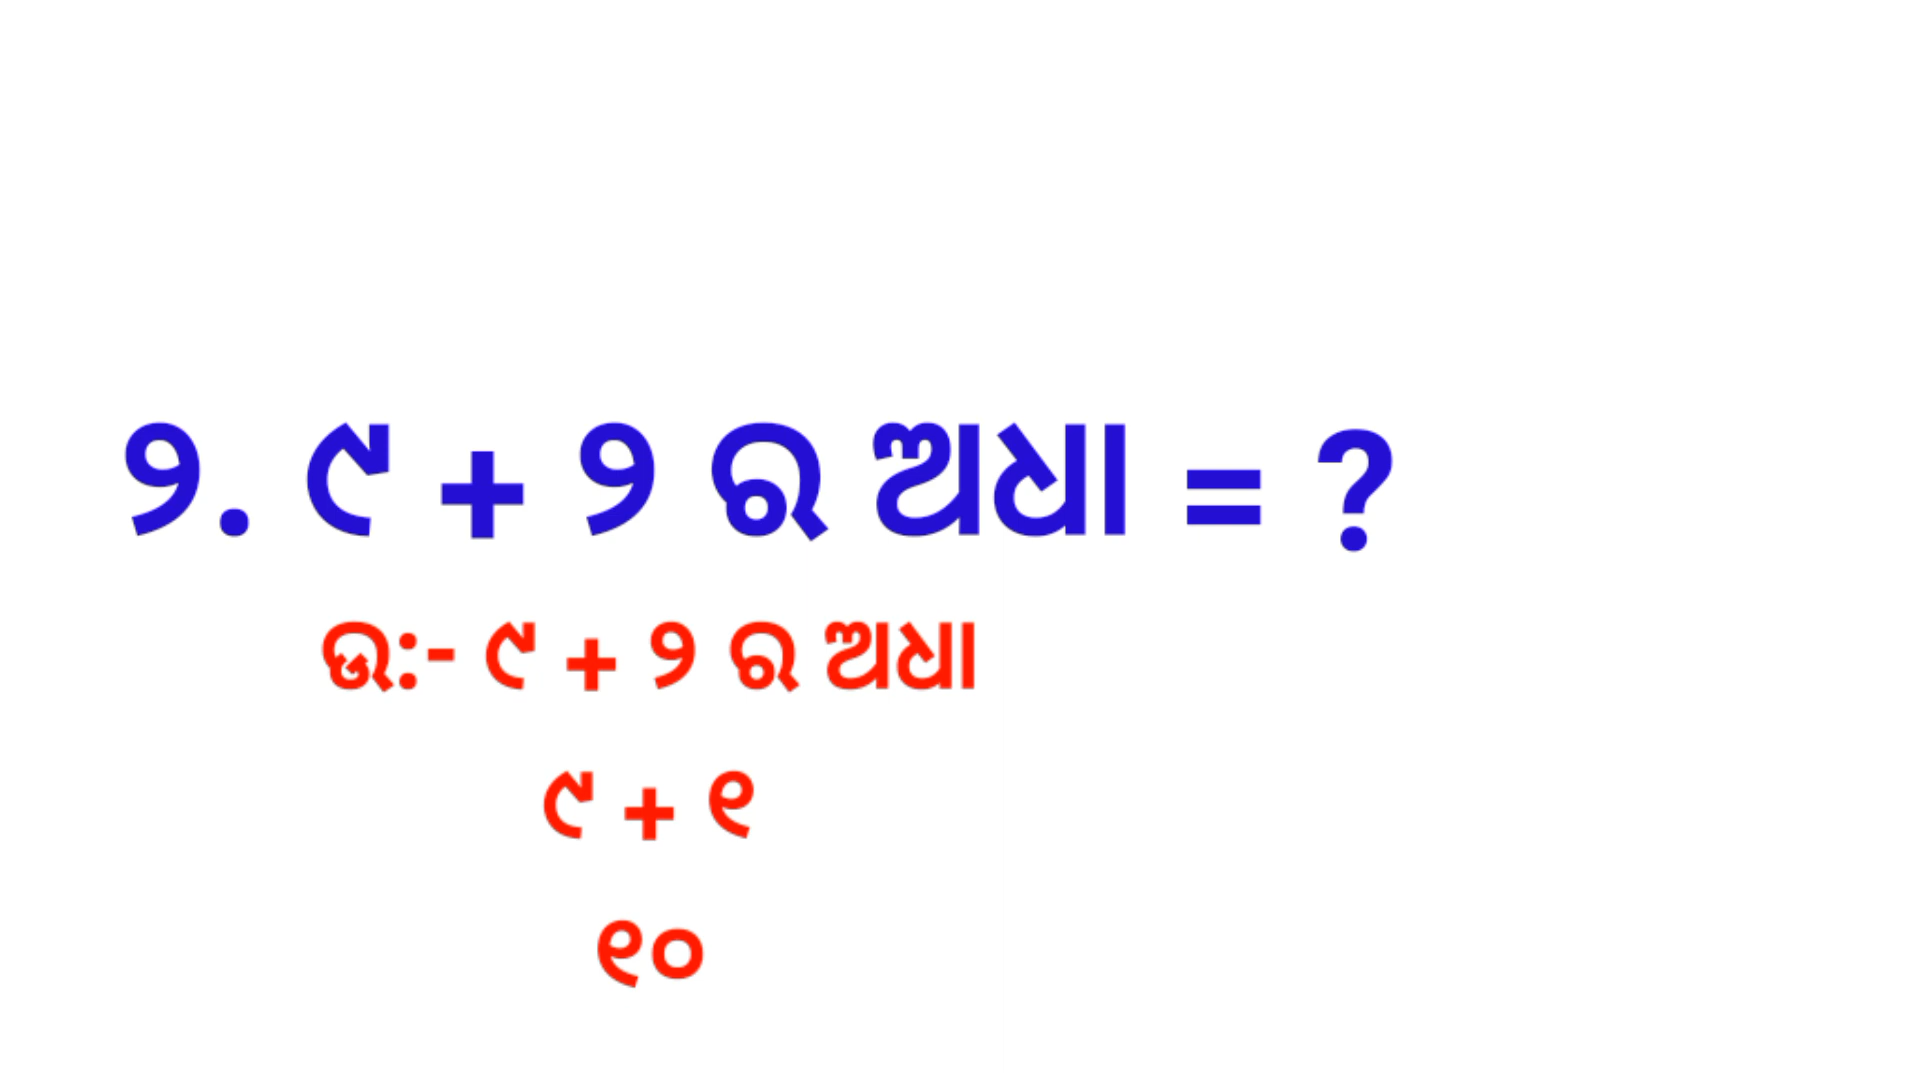 ୨. ୯ + ୨ ର ଅଧା = ?
ଉ:- ୯ + ୨ ର ଅଧା
୯ + ୧
୧୦